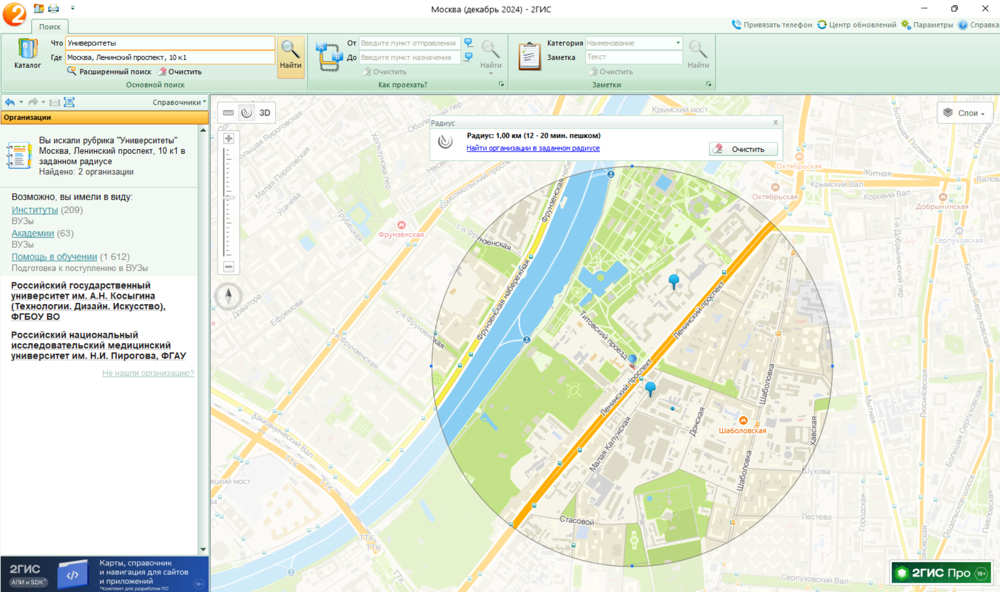 Москва (декабрь 2024) - 2ГИС
2
Поиск
Привязать телефон
Центр обновлений
Параметры
Справка
Каталог
Что
Университеты
Где
Москва, Ленинский проспект, 10 к1
Расширенный поиск
Очистить
Найти
Основной поиск
A
B
От
Введите пункт отправления
До
Введите пункт назначения
Очистить
Найти
Как проехать?
Категория
Наименование
Заметка
Текст
Очистить
Найти
Заметки
Справочники
Организации
Вы искали рубрика "Университеты"
Москва, Ленинский проспект, 10 к1 в
заданном радиусе
Найдено: 2 организации
Возможно, вы имели в виду:
Институты (209)
ВУЗы
Академии (63)
ВУЗы
Помощь в обучении (1 612)
Подготовка к поступлению в ВУЗы
Российский государственный
университет им. А.Н. Косыгина
(Технологии. Дизайн. Искусство),
ФГБОУ ВО
Российский национальный
исследовательский медицинский
университет им. Н.И. Пирогова, ФГАУ
Не нашли организацию?
2ГИС
АПИ и SDK*
</>
Карты, справочник
и навигация для сайтов
и приложений
*Комплект для разработки ПО
18+
3D
Слои
Радиус
x
Радиус: 1,00 км (12 - 20 мин. пешком)
Найти организации в заданном радиусе
Очистить
Крымский мост
Большая Пироговская
Малая Пироговская
Усачёва
Хользунова пер
Трубецкая
Комсомольский проспект
Фрунзенская
1-я Фрунзенская
Фрунзенская наб
Фрунзенская набережная
2-я Фрунзенская
3-я Фрунзенская
Доватора
Ефремова
Хамовнический Вал
ТТК
ТТК
ТТК
ТТК
ТТК
ецкий мост
Октябрьская
Октябрьская
Житная
Крымский Вал
Коровий Вал
Валова
Добрынинская
Серпуховская
Большая Полянка
Пятниц
1-й Добрынинский пер
Большая Серпуховская
Большая Серпуховская
Люсиновская
Мытная
Титовский проезд
Ленинский проспект
Ленинский проспект
Малая Калужская
Донская
Шаболовка
Шаболовка
Шаболовская
Хавская
Шухова
Лестева
Городская
Подольское шоссе
Павловская
Стасовой
Серпуховский Вал
2ГИС Про
18+